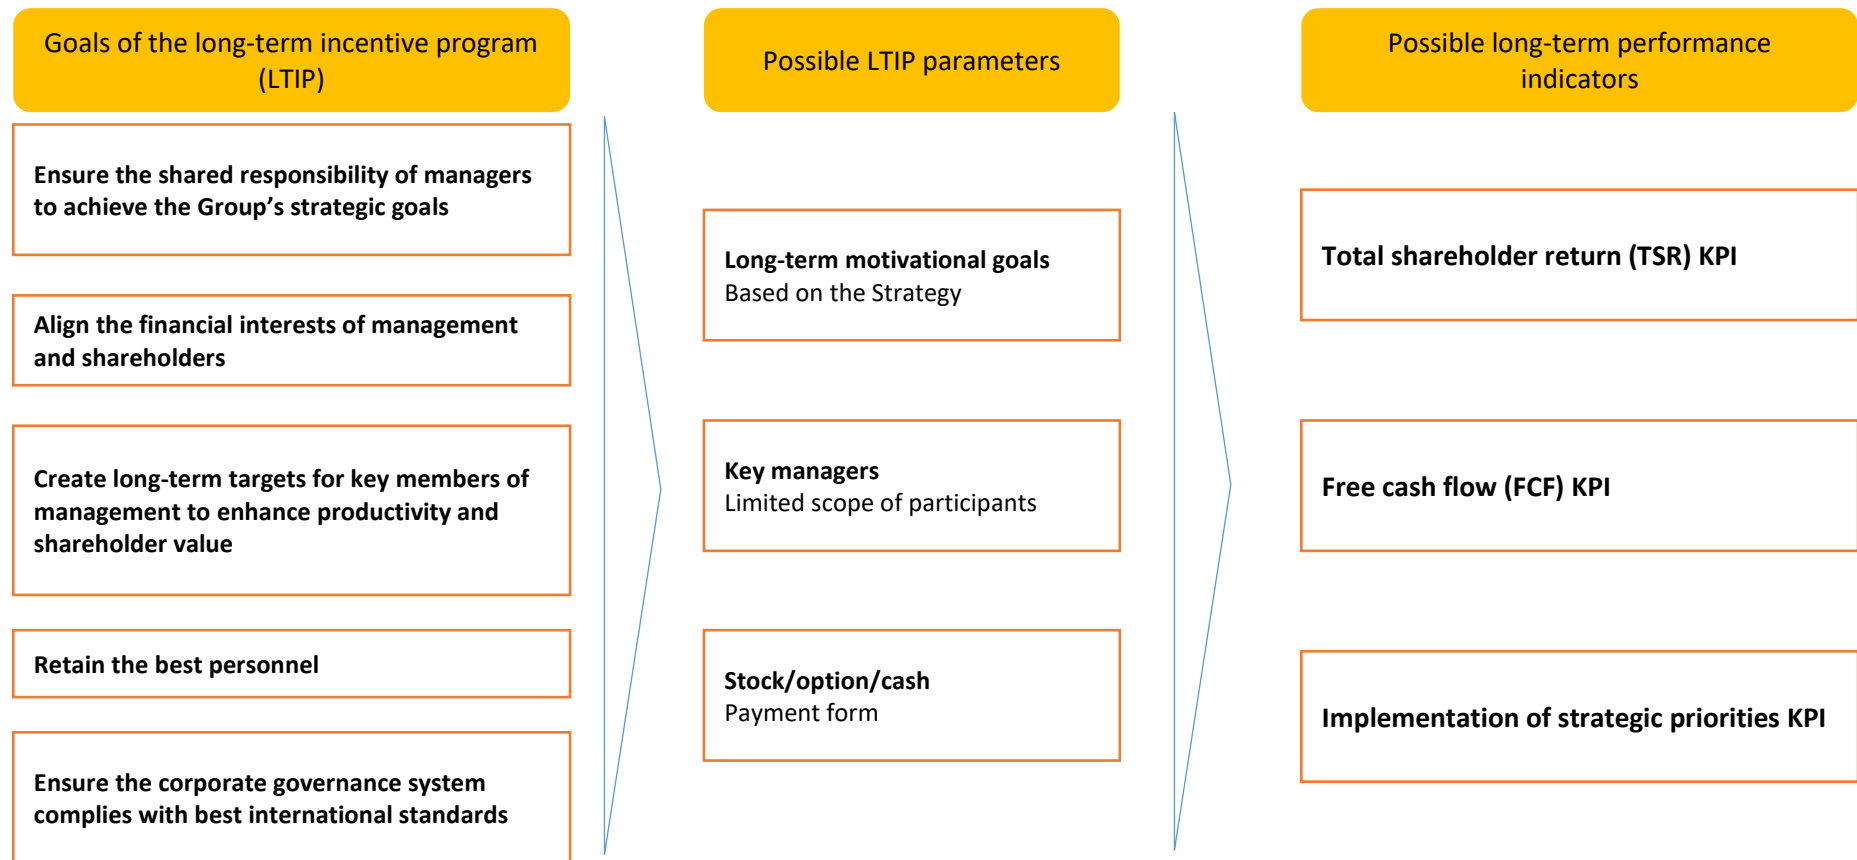 Goals of the long-term incentive program
(LTIP)
Ensure the shared responsibility of managers
to achieve the Group’s strategic goals
Align the financial interests of management
and shareholders
Create long-term targets for key members of
management to enhance productivity and
shareholder value
Retain the best personnel
Ensure the corporate governance system
complies with best international standards
Possible LTIP parameters
Long-term motivational goals
Based on the Strategy
Key managers
Limited scope of participants
Stock/option/cash
Payment form
Possible long-term performance
indicators
Total shareholder return (TSR) KPI
Free cash flow (FCF) KPI
Implementation of strategic priorities KPI